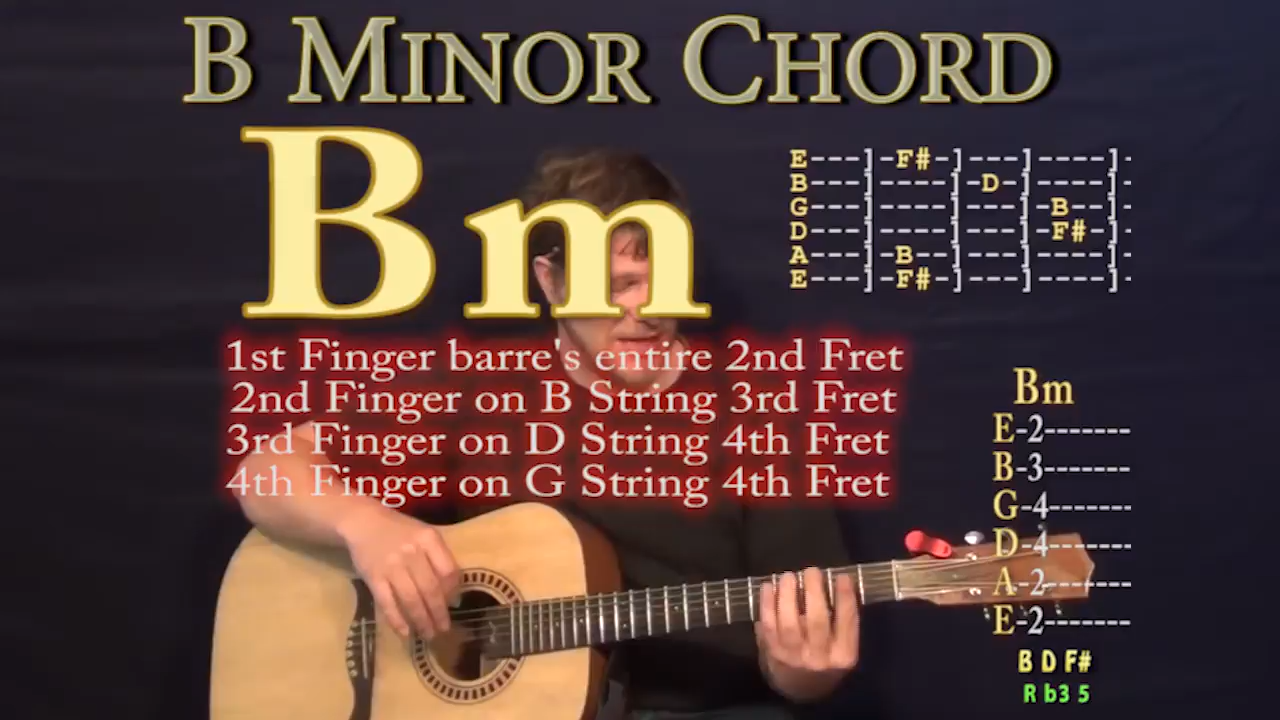 B MINOR CHORD
Bm
E---]-F#-]---]----]-
B---]----]-D-]----]-
G---]----]---]-B--]-
D---]----]---]-F#-]-
A---]-B--]---]----]-
E---]-F#-]---]----]-
1st Finger barre's entire 2nd Fret
2nd Finger on B String 3rd Fret
3rd Finger on D String 4th Fret
4th Finger on G String 4th Fret
Bm
E-2-------
B-3-------
G-4-------
D-4-------
A-2-------
E-2-------
B D F#
R b3 5